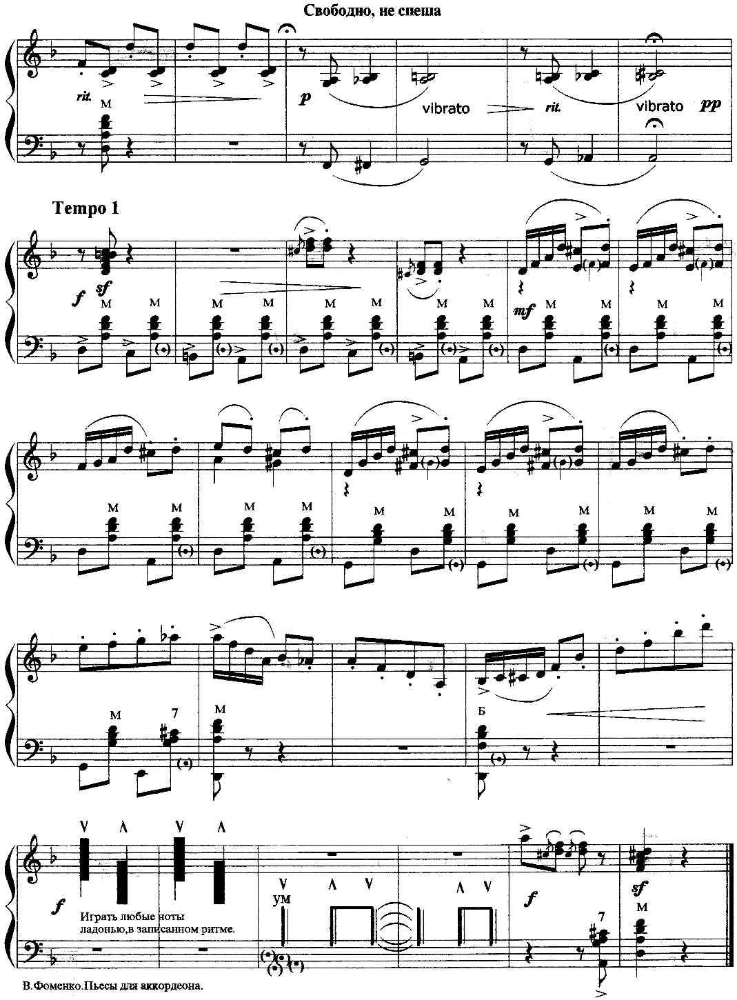 Свободно, не спеша
rit. p vibrato rit. vibrato pp
М
Tempo 1
f sf mf
М М М М М М М М М М М М
М М М М М М М М М М
М 7 М Б
f
Играть любые ноты
ладонью,в записанном ритме.
ум
f sf
7 М
В.Фоменко.Пьесы для аккордеона.